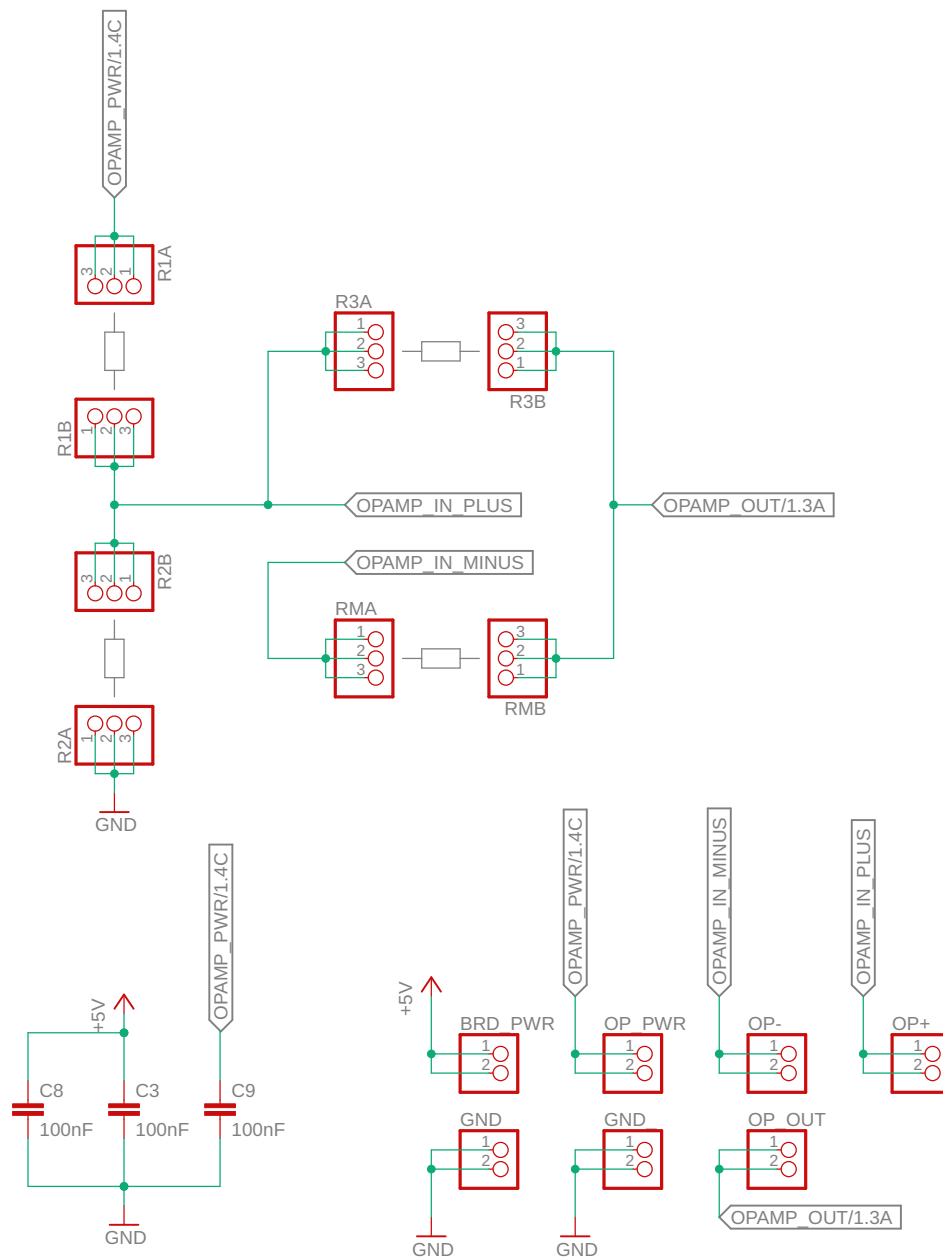 OPAMP_PWR/1.4C
R1A
3
2
1
R1B
1
2
3
R3A
1
2
3
3
2
1
R3B
OPAMP_IN_PLUS
OPAMP_OUT/1.3A
OPAMP_IN_MINUS
R2B
3
2
1
RMA
1
2
3
3
2
1
RMB
R2A
1
2
3
GND
OPAMP_PWR/1.4C
+5V
C8
100nF
C3
100nF
C9
100nF
GND
OPAMP_PWR/1.4C
OPAMP_IN_MINUS
OPAMP_IN_PLUS
+5V
BRD_PWR
1
2
OP_PWR
1
2
OP-
1
2
OP+
1
2
GND
1
2
GND_
1
2
OP_OUT
1
2
OPAMP_OUT/1.3A
GND
GND